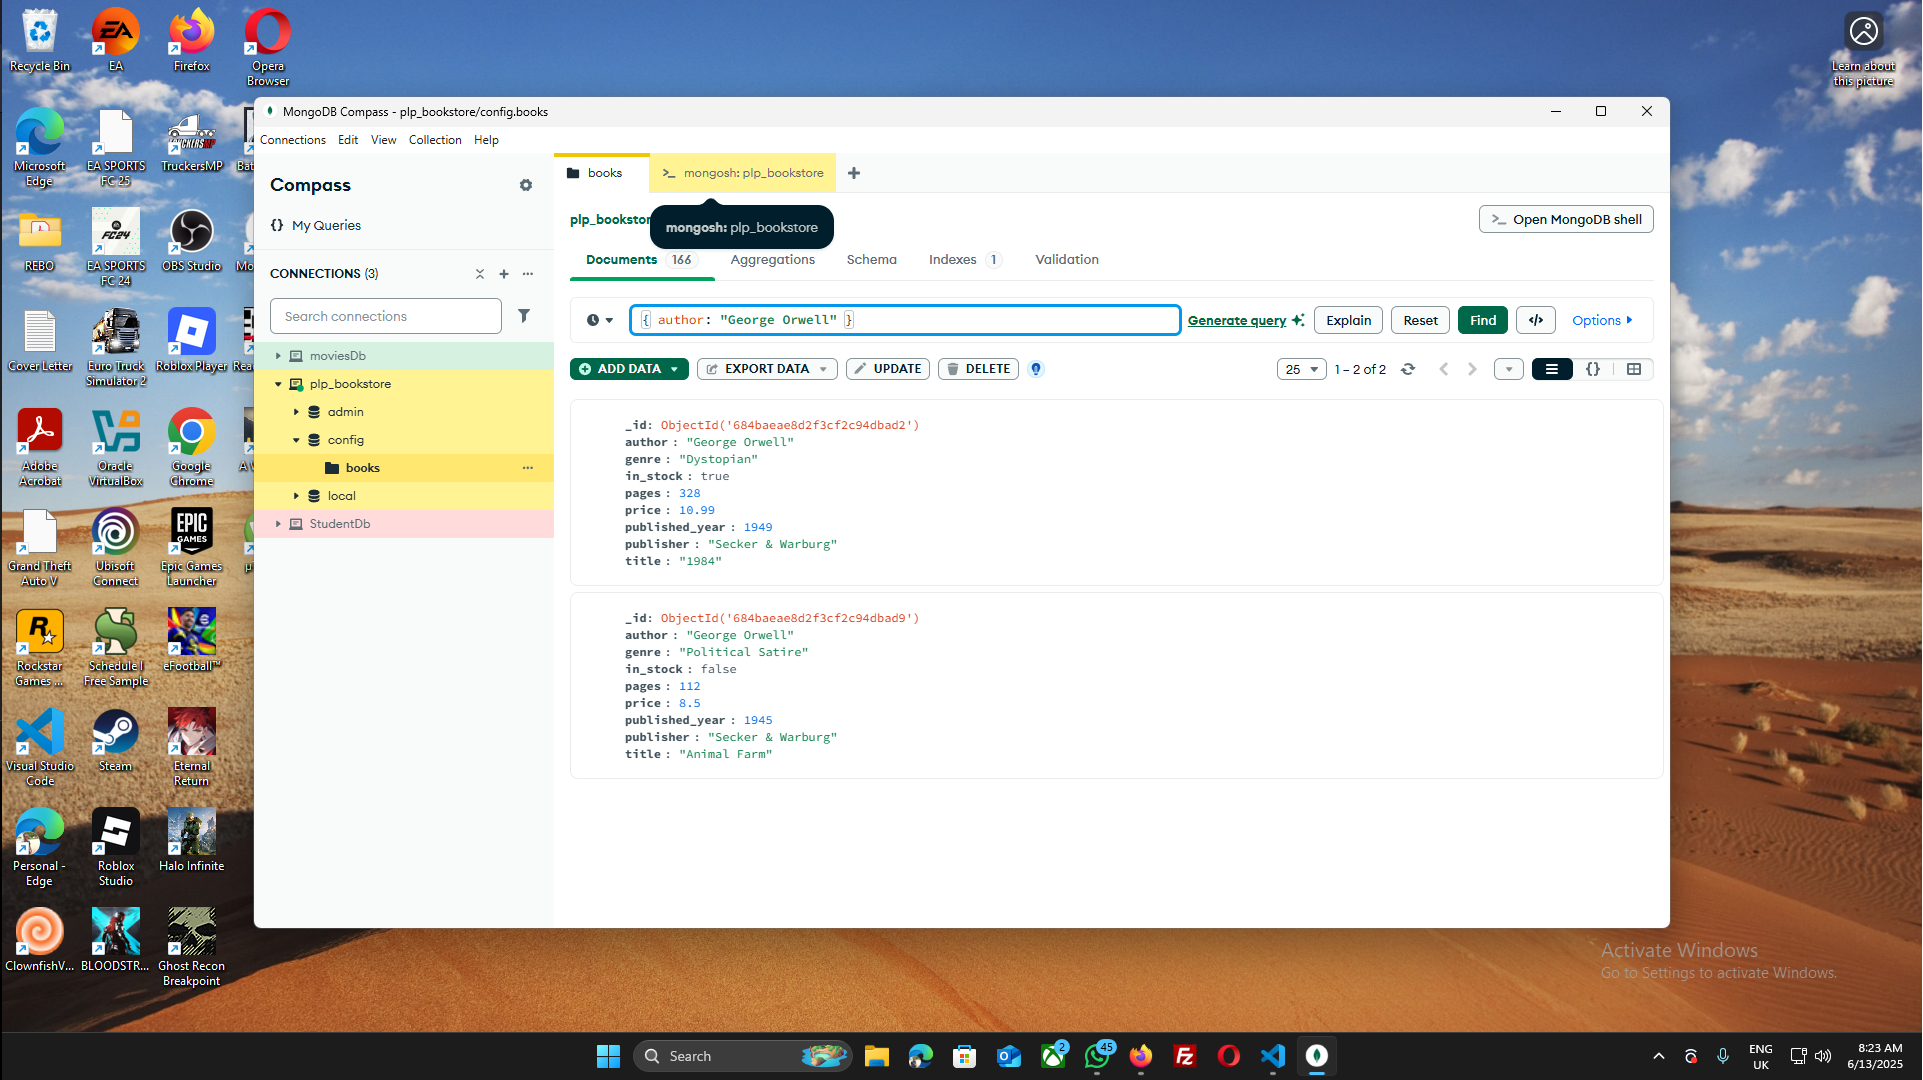 Recycle Bin
EA
Firefox
Opera
Browser
Learn about
this picture
Microsoft
Edge
EA SPORTS
FC 25
TruckersMP
REBO
EA SPORTS
FC 24
OBS Studio
Cover Letter
Euro Truck
Simulator 2
Roblox Player
Adobe
Acrobat
Oracle
VirtualBox
Google
Chrome
Grand Theft
Auto V
Ubisoft
Connect
Epic Games
Launcher
Rockstar
Games ...
Schedule I
Free Sample
eFootball™
Visual Studio
Code
Steam
Eternal
Return
Personal -
Edge
Roblox
Studio
Halo Infinite
ClownfishV...
BLOODSTR...
Ghost Recon
Breakpoint
MongoDB Compass - plp_bookstore/config.books
Connections Edit View Collection Help
Compass
{} My Queries
CONNECTIONS (3)
Search connections
moviesDb
plp_bookstore
admin
config
books
local
StudentDb
books
>_ mongosh: plp_bookstore
mongosh: plp_bookstore
>_ Open MongoDB shell
Documents 166 Aggregations Schema Indexes 1 Validation
{ author: "George Orwell" }
Generate query Explain Reset Find </> Options
ADD DATA EXPORT DATA UPDATE DELETE 25 1 – 2 of 2 {}
_id: ObjectId('684baeae8d2f3cf2c94dbad2')
author : "George Orwell"
genre : "Dystopian"
in_stock : true
pages : 328
price : 10.99
published_year : 1949
publisher : "Secker & Warburg"
title : "1984"
_id: ObjectId('684baeae8d2f3cf2c94dbad9')
author : "George Orwell"
genre : "Political Satire"
in_stock : false
pages : 112
price : 8.5
published_year : 1945
publisher : "Secker & Warburg"
title : "Animal Farm"
Activate Windows
Go to Settings to activate Windows.
Search
2
45
ENG
UK
8:23 AM
6/13/2025